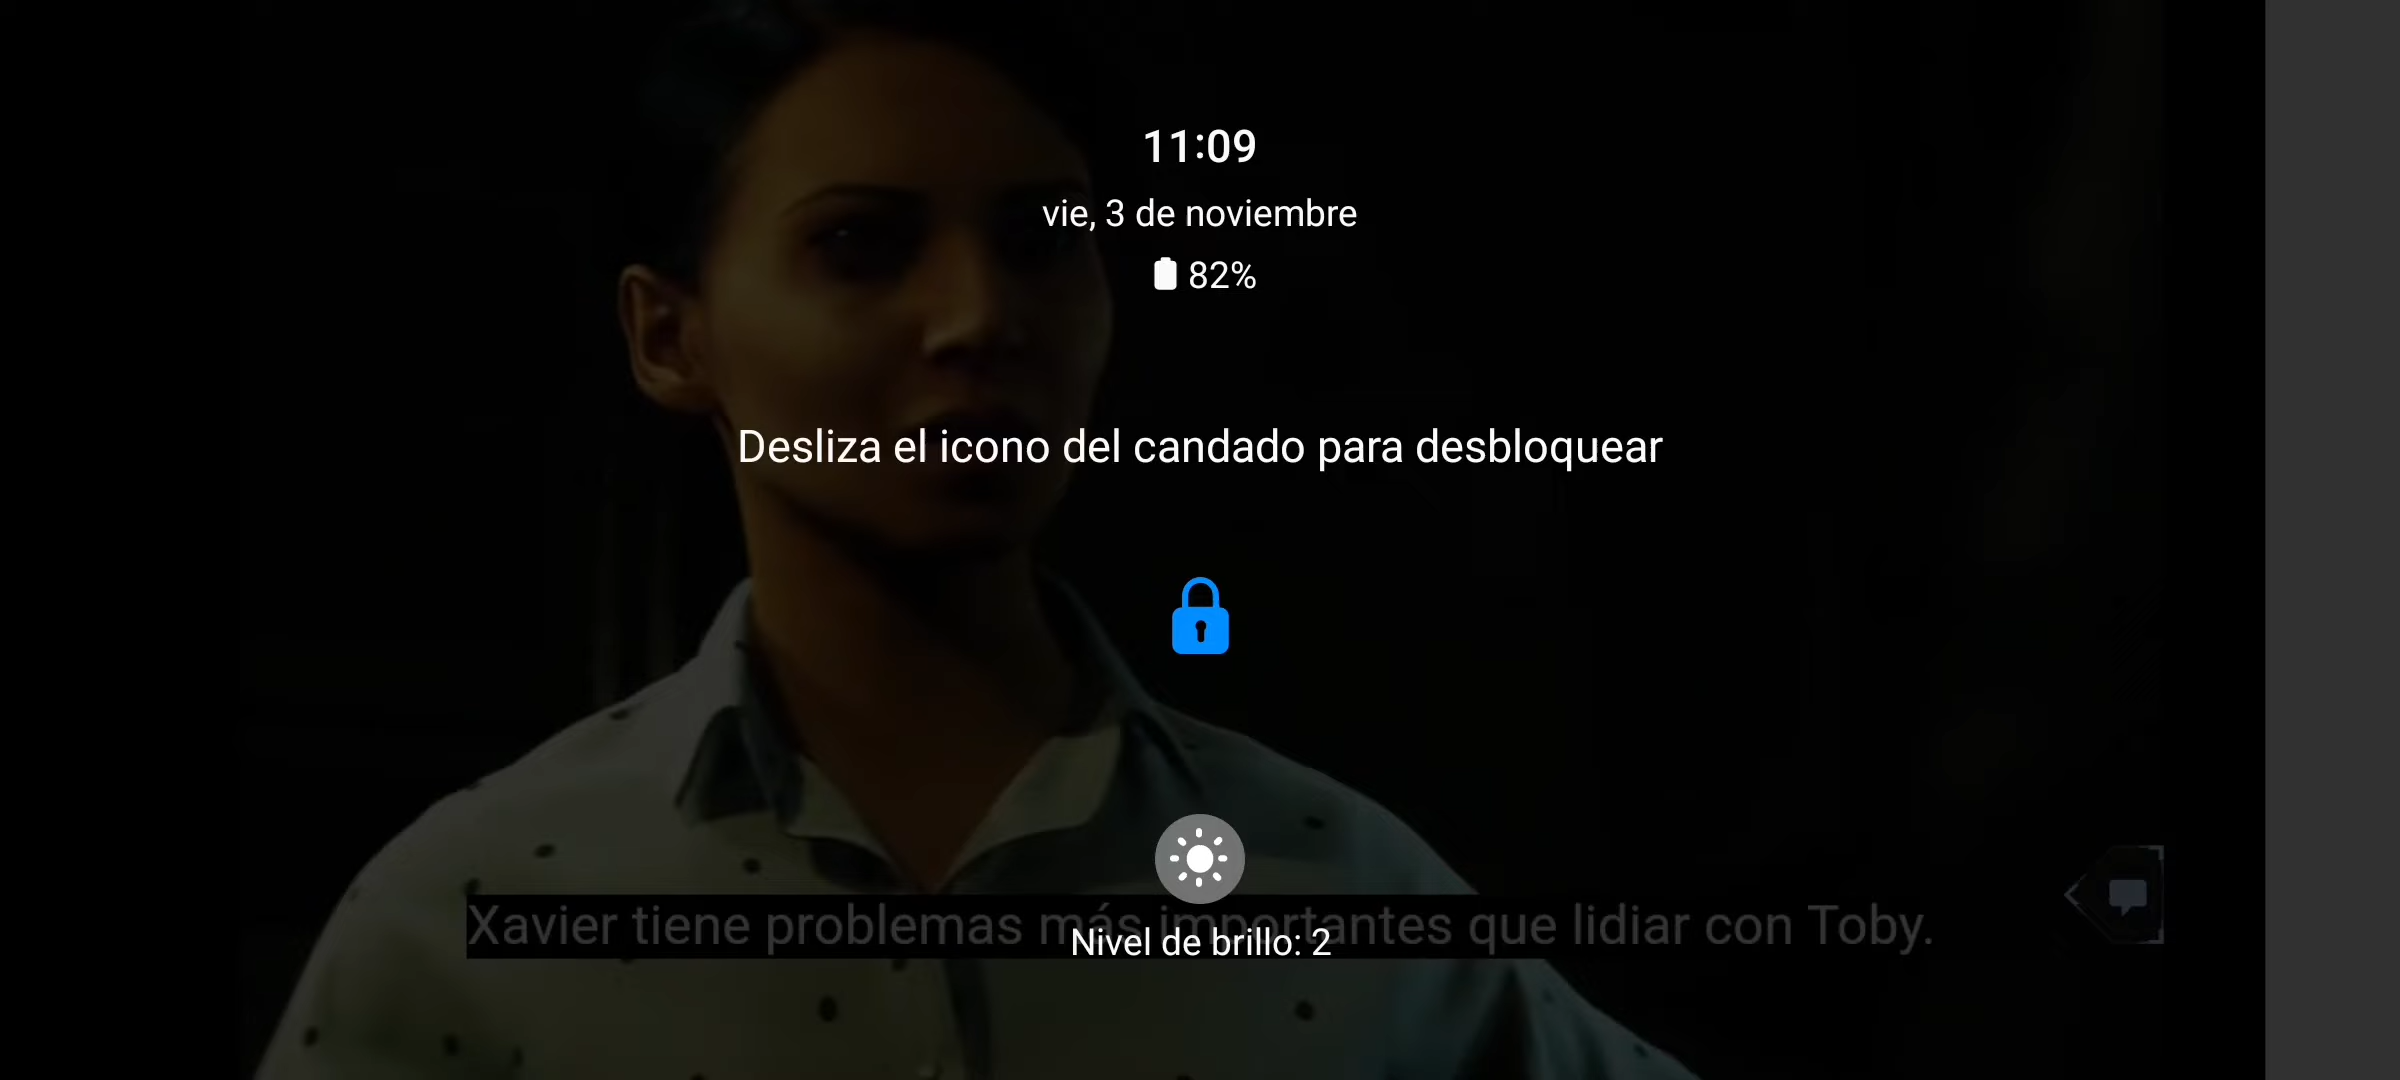 11:09
vie, 3 de noviembre
82%
Desliza el icono del candado para desbloquear
Xavier tiene problemas más importantes que lidiar con Toby.
Nivel de brillo: 2